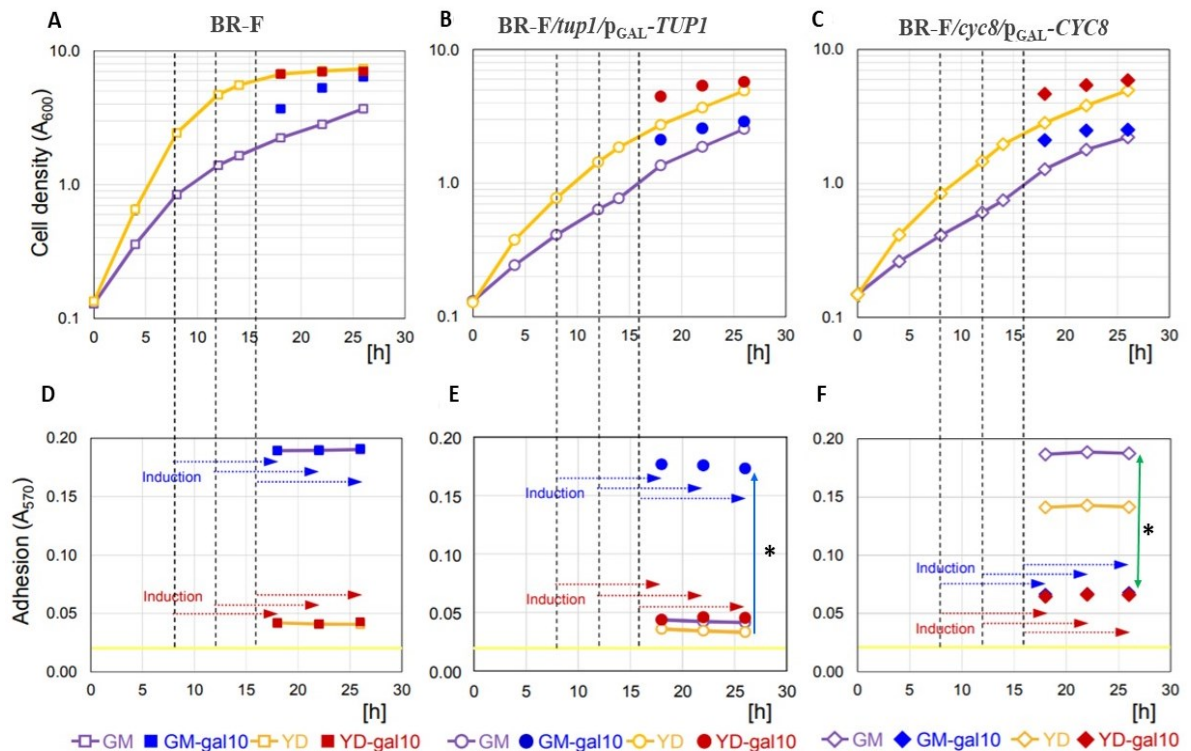 A BR-F
B BR-F/tup1/pGAL-TUP1
C BR-F/cyc8/pGAL-CYC8
Cell density (A600)
10.0
1.0
0.1
0 5 10 15 20 25 30
[h]
10.0
1.0
0.1
0 5 10 15 20 25 30
[h]
10.0
1.0
0.1
0 5 10 15 20 25 30
[h]
D
E
F
Adhesion (A570)
0.20
0.15
0.10
0.05
0.00
Induction
Induction
0 5 10 15 20 25 30
[h]
0.20
0.15
0.10
0.05
0.00
Induction
*
Induction
0 5 10 15 20 25 30
[h]
0.20
0.15
0.10
0.05
0.00
*
Induction
Induction
0 5 10 15 20 25 30
[h]
GM GM-gal10 YD YD-gal10
GM GM-gal10 YD YD-gal10
GM GM-gal10 YD YD-gal10